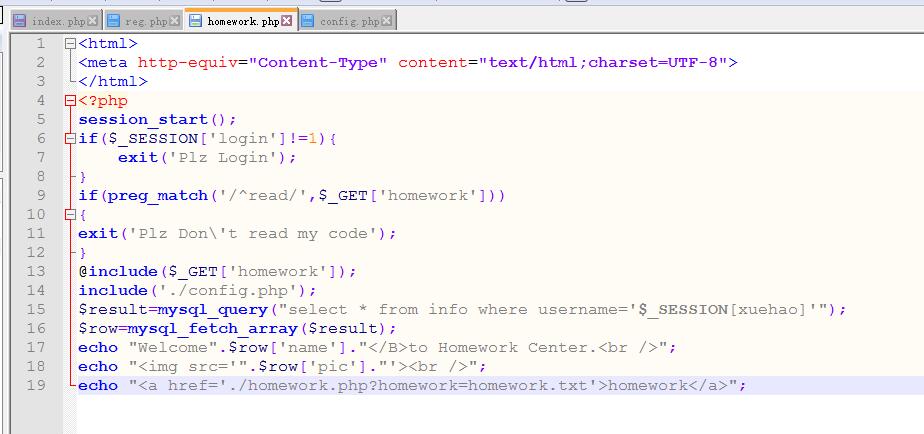 index.php reg.php homework.php config.php
1 <html>
2 <meta http-equiv="Content-Type" content="text/html;charset=UTF-8">
3 </html>
4 <?php
5 session_start();
6 if($_SESSION['login']!=1){
7 exit('Plz Login');
8 }
9 if(preg_match('/^read/',$_GET['homework']))
10 {
11 exit('Plz Don\'t read my code');
12 }
13 @include($_GET['homework']);
14 include('./config.php');
15 $result=mysql_query("select * from info where username='$_SESSION[xuehao]'");
16 $row=mysql_fetch_array($result);
17 echo "Welcome".$row['name']."</B>to Homework Center.<br />";
18 echo "<img src='".$row['pic']."'><br />";
19 echo "<a href='./homework.php?homework=homework.txt'>homework</a>";